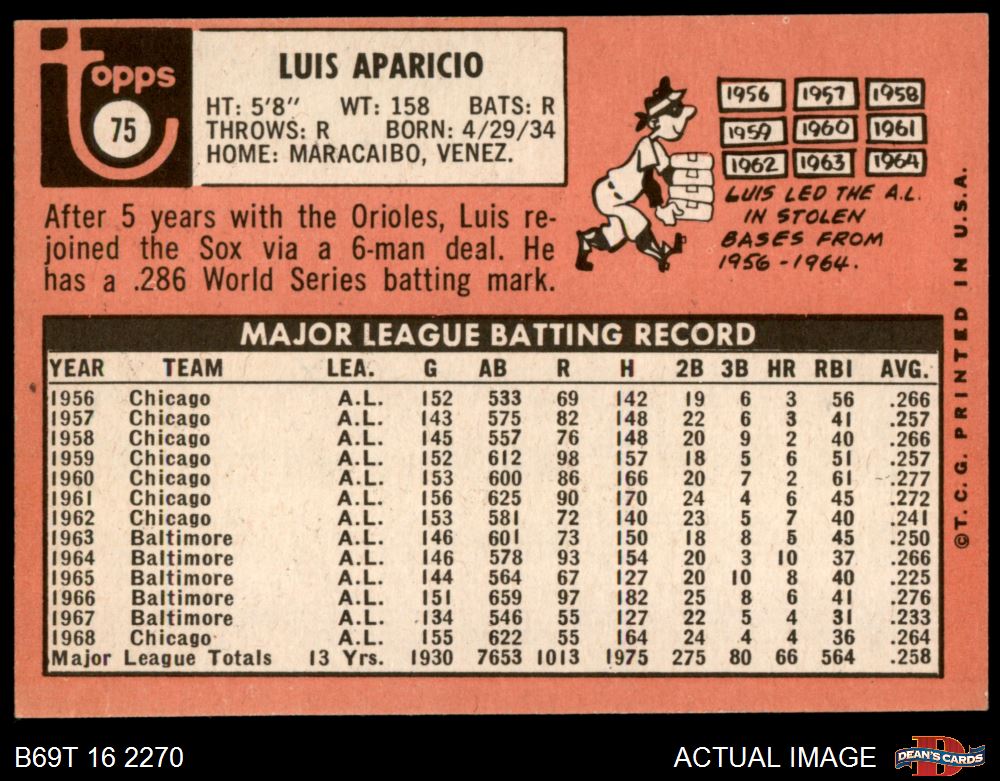 topps
75
LUIS APARICIO
HT: 5'8" WT: 158 BATS: R
THROWS: R BORN: 4/29/34
HOME: MARACAIBO, VENEZ.
After 5 years with the Orioles, Luis re-
joined the Sox via a 6-man deal. He
has a .286 World Series batting mark.
1956 1957 1958
1959 1960 1961
1962 1963 1964
LUIS LED THE A.L.
IN STOLEN
BASES FROM
1956-1964.
MAJOR LEAGUE BATTING RECORD
YEAR TEAM LEA. G AB R H 2B 3B HR RBI AVG.
1956 Chicago A.L. 152 533 69 142 19 6 3 56 .266
1957 Chicago A.L. 143 575 82 148 22 6 3 41 .257
1958 Chicago A.L. 145 557 76 148 20 9 2 40 .266
1959 Chicago A.L. 152 612 98 157 18 5 6 51 .257
1960 Chicago A.L. 153 600 86 166 20 7 2 61 .277
1961 Chicago A.L. 156 625 90 170 24 4 6 45 .272
1962 Chicago A.L. 153 581 72 140 23 5 7 40 .241
1963 Baltimore A.L. 146 601 73 150 18 8 5 45 .250
1964 Baltimore A.L. 146 578 93 154 20 3 10 37 .266
1965 Baltimore A.L. 144 564 67 127 20 10 8 40 .225
1966 Baltimore A.L. 151 659 97 182 25 8 6 41 .276
1967 Baltimore A.L. 134 546 55 127 22 5 4 31 .233
1968 Chicago A.L. 155 622 55 164 24 4 4 36 .264
Major League Totals 13 Yrs. 1930 7653 1013 1975 275 80 66 564 .258
©T.C.G. PRINTED IN U.S.A.
B69T 16 2270
ACTUAL IMAGE
D
DEAN'S CARDS